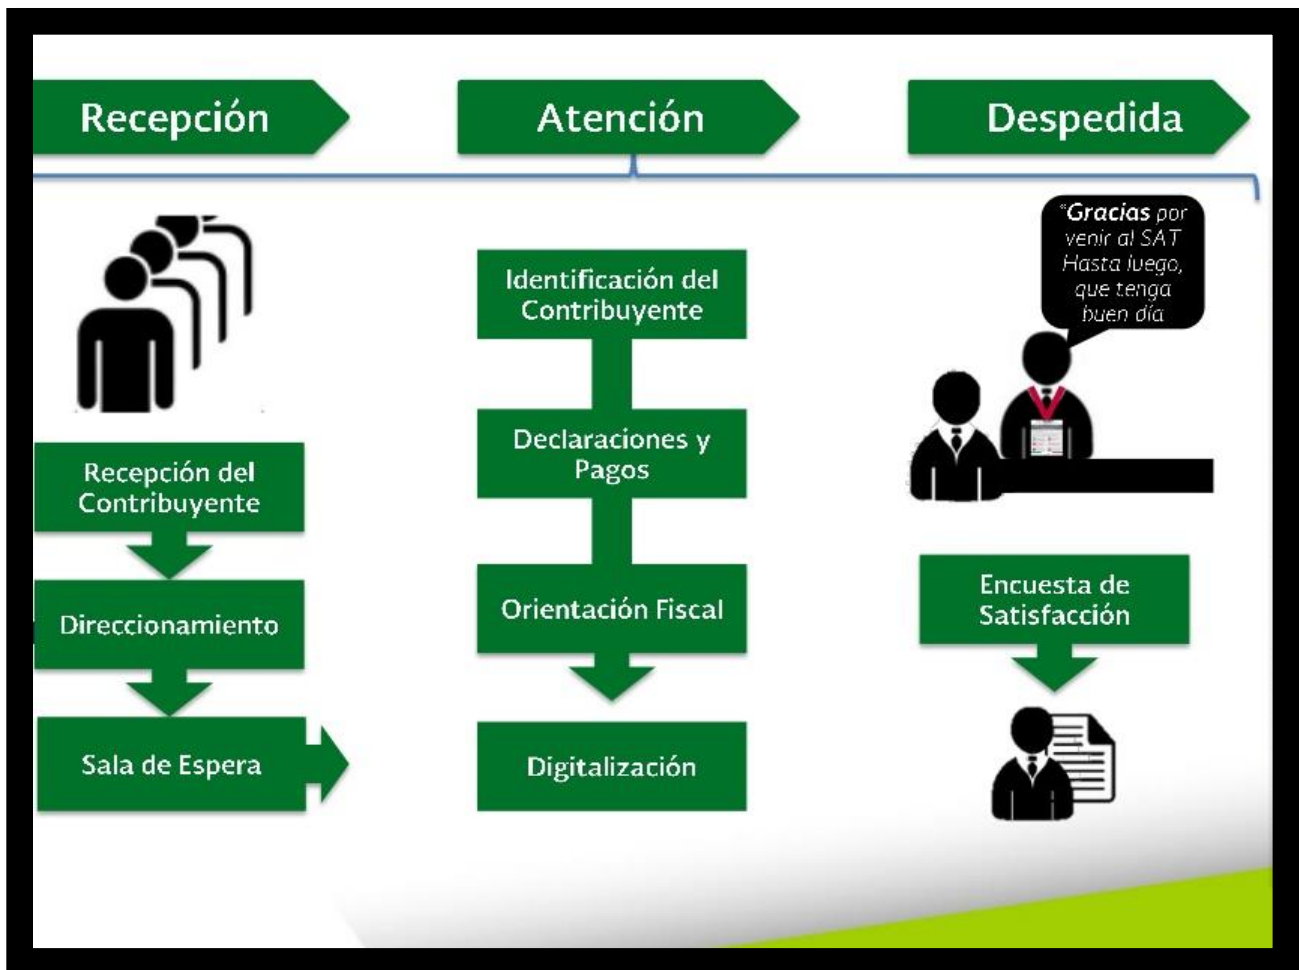 Recepción
Atención
Despedida
Recepción del
Contribuyente
Direccionamiento
Sala de Espera
Identificación del
Contribuyente
Declaraciones y
Pagos
Orientación Fiscal
Digitalización
“Gracias por
venir al SAT
Hasta luego,
que tenga
buen día
Encuesta de
Satisfacción